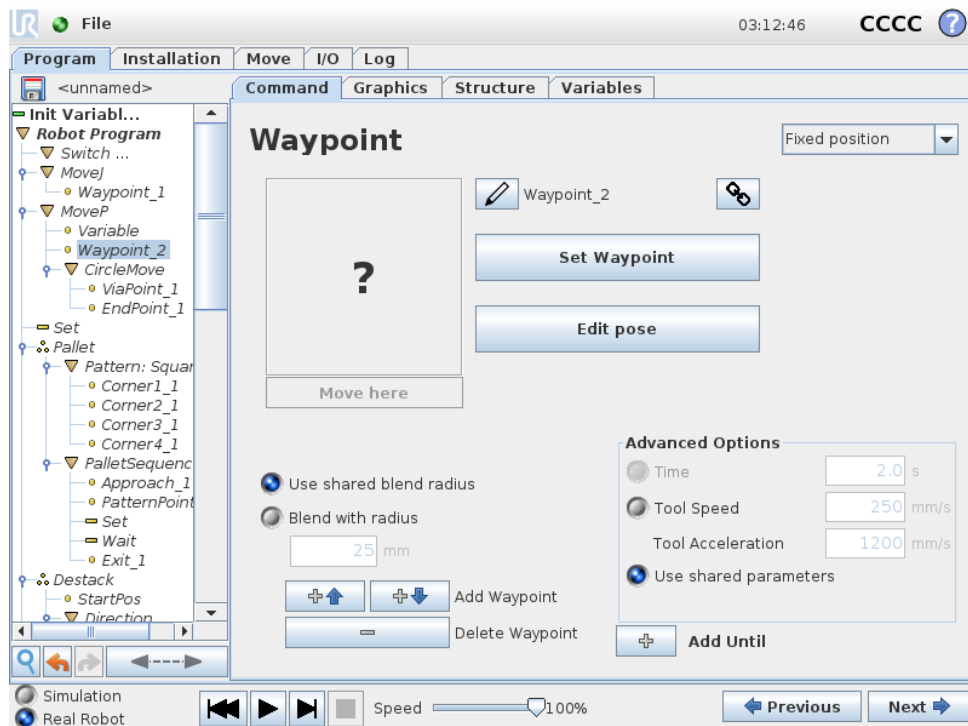 UR File 03:12:46 CCCC ?
Program Installation Move I/O Log
<unnamed>
Command Graphics Structure Variables
Init Variabl...
Robot Program
Switch ...
MoveJ
Waypoint_1
MoveP
Variable
Waypoint_2
CircleMove
ViaPoint_1
EndPoint_1
Set
Pallet
Pattern: Squar
Corner1_1
Corner2_1
Corner3_1
Corner4_1
PalletSequenc
Approach_1
PatternPoint
Set
Wait
Exit_1
Destack
StartPos
Direction
Waypoint
Fixed position
?
Waypoint_2
Set Waypoint
Edit pose
Move here
Use shared blend radius
Blend with radius
25 mm
Add Waypoint
Delete Waypoint
Advanced Options
Time 2.0 s
Tool Speed 250 mm/s
Tool Acceleration 1200 mm/s
Use shared parameters
Add Until
Simulation
Real Robot
Speed 100%
Previous Next